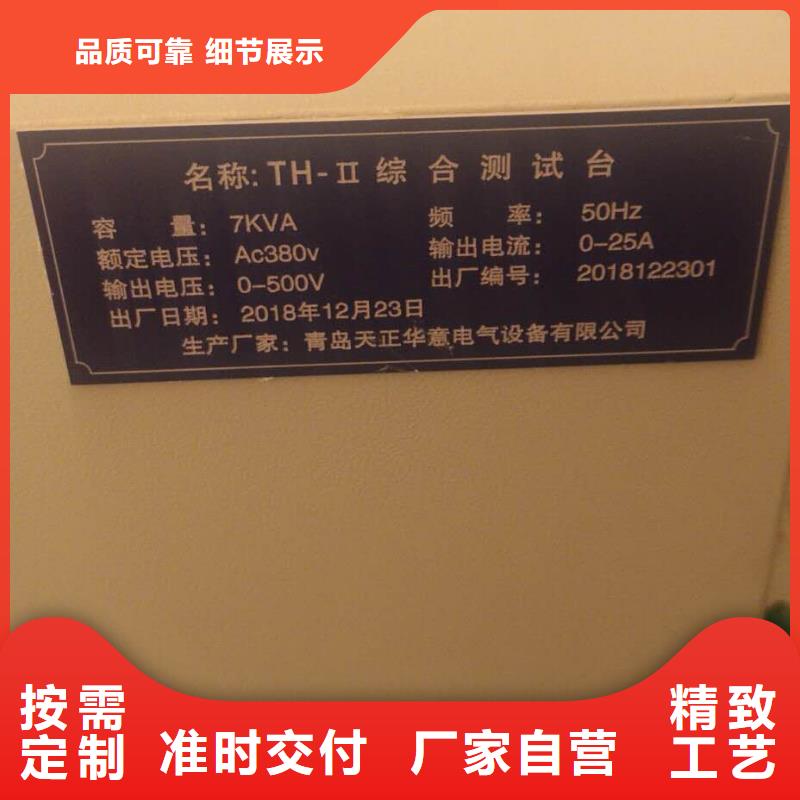 品质可靠 细节展示
名称: TH-Ⅱ综合测试台
容量: 7KVA 频率: 50Hz
额定电压: Ac380v 输出电流: 0-25A
输出电压: 0-500V 出厂编号: 2018122301
出厂日期: 2018年12月23日
生产厂家: 青岛天正华意电气设备有限公司
按需定制
准时交付 厂家自营
精致工艺